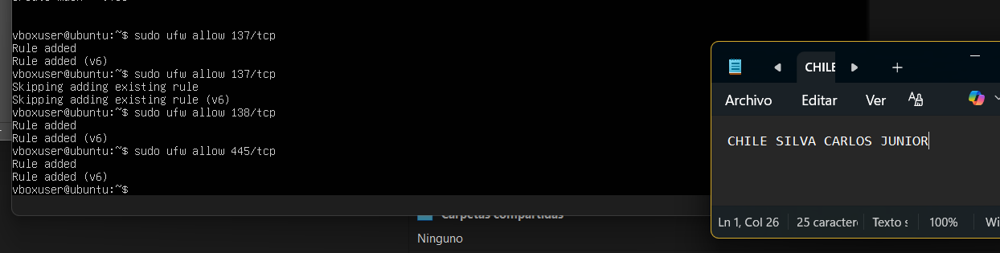 vboxuser@ubuntu:~$ sudo ufw allow 137/tcp
Rule added
Rule added (v6)
vboxuser@ubuntu:~$ sudo ufw allow 137/tcp
Skipping adding existing rule
Skipping adding existing rule (v6)
vboxuser@ubuntu:~$ sudo ufw allow 138/tcp
Rule added
Rule added (v6)
vboxuser@ubuntu:~$ sudo ufw allow 445/tcp
Rule added
Rule added (v6)
vboxuser@ubuntu:~$
Carpetas compartidas
Ninguno
CHILE
Archivo Editar Ver
CHILE SILVA CARLOS JUNIOR
Ln 1, Col 26 25 caracter Texto s 100% Wi